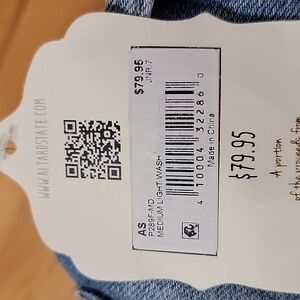 WWW.ALTARDSTATE.COM
$79.95
JNR 7
AS
P289F-MD
MEDIUM LIGHT WASH
4 10004 32286 0
Made in China
$79.95
A portion
of the proceeds from